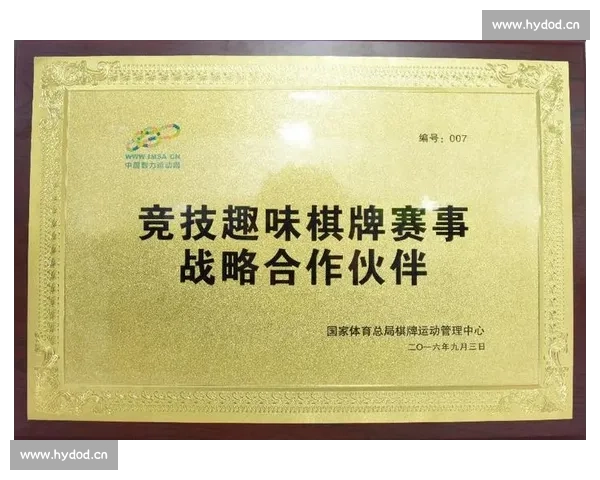 www.hydod.cn
编号：007
WWW.IMSA.CN
中国智力运动网
竞技趣味棋牌赛事
战略合作伙伴
国家体育总局棋牌运动管理中心
二〇一六年九月三日
www.hydod.cn